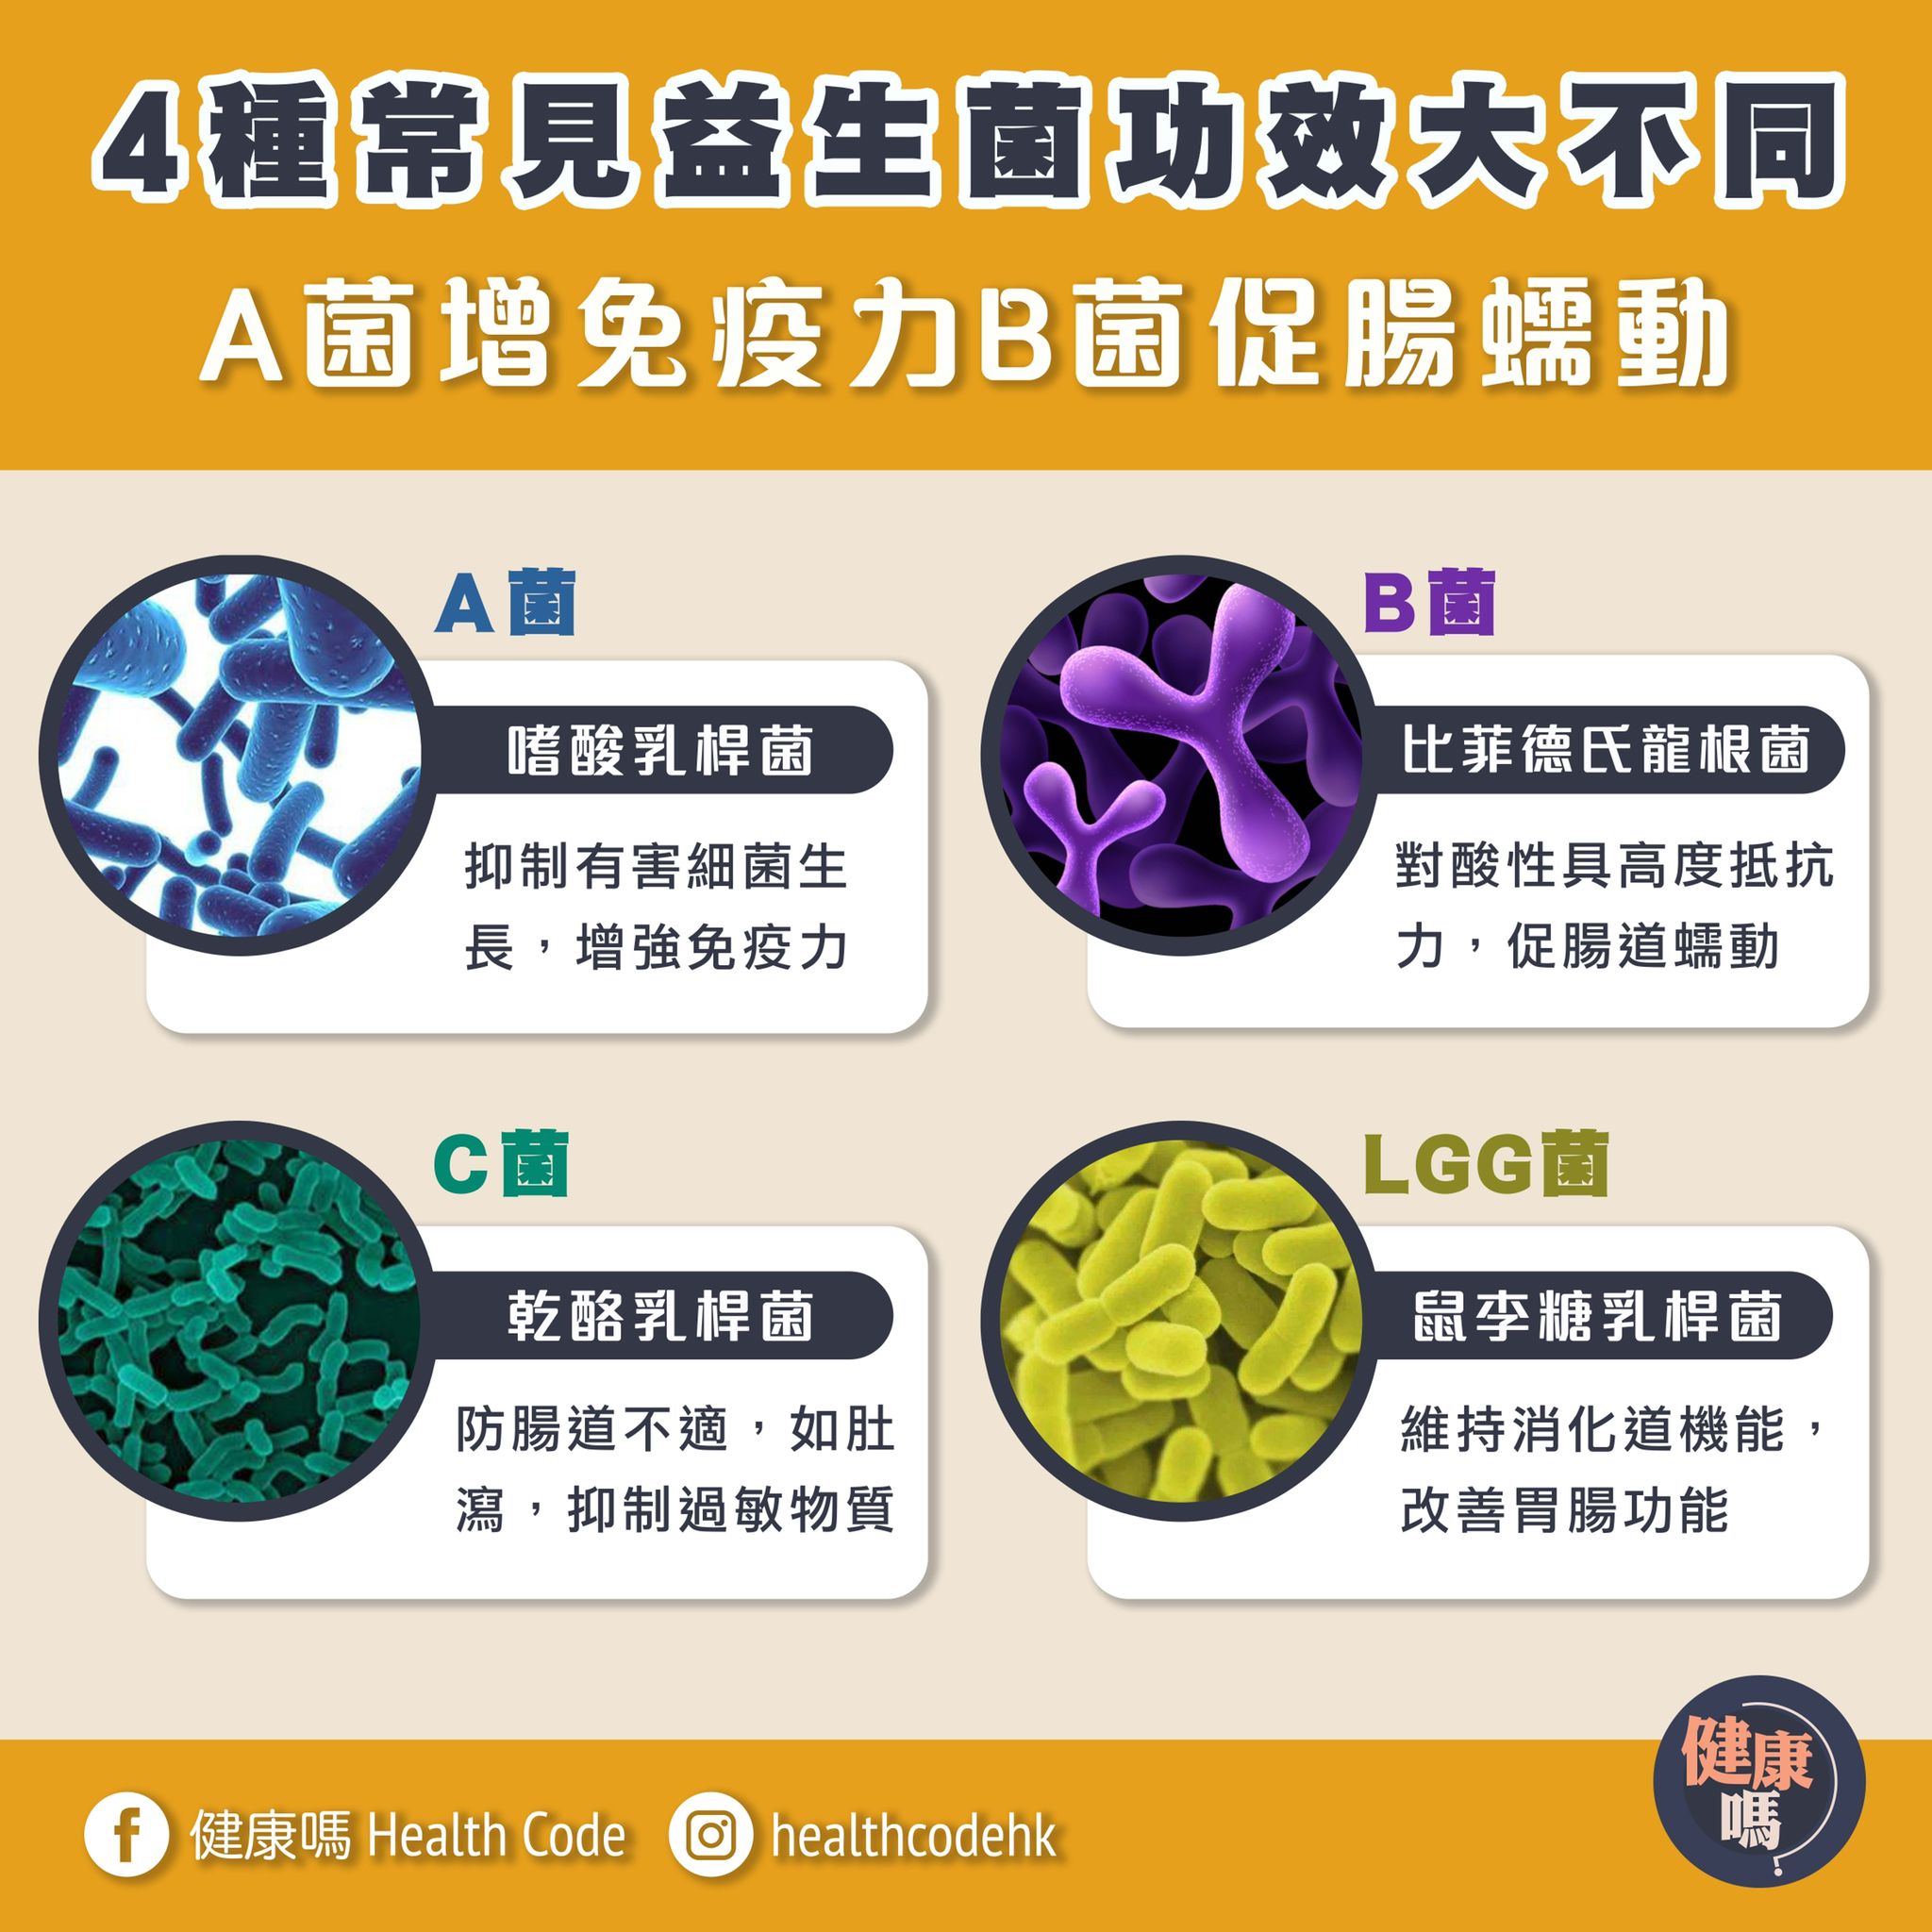 4種常見益生菌功效大不同
A菌增免疫力B菌促腸蠕動
A菌
嗜酸乳桿菌
抑制有害細菌生
長，增強免疫力
B菌
比菲德氏龍根菌
對酸性具高度抵抗
力，促腸道蠕動
C菌
乾酪乳桿菌
防腸道不適，如肚
瀉，抑制過敏物質
LGG菌
鼠李糖乳桿菌
維持消化道機能，
改善胃腸功能
健康嗎 Health Code
healthcodehk
健康
嗎